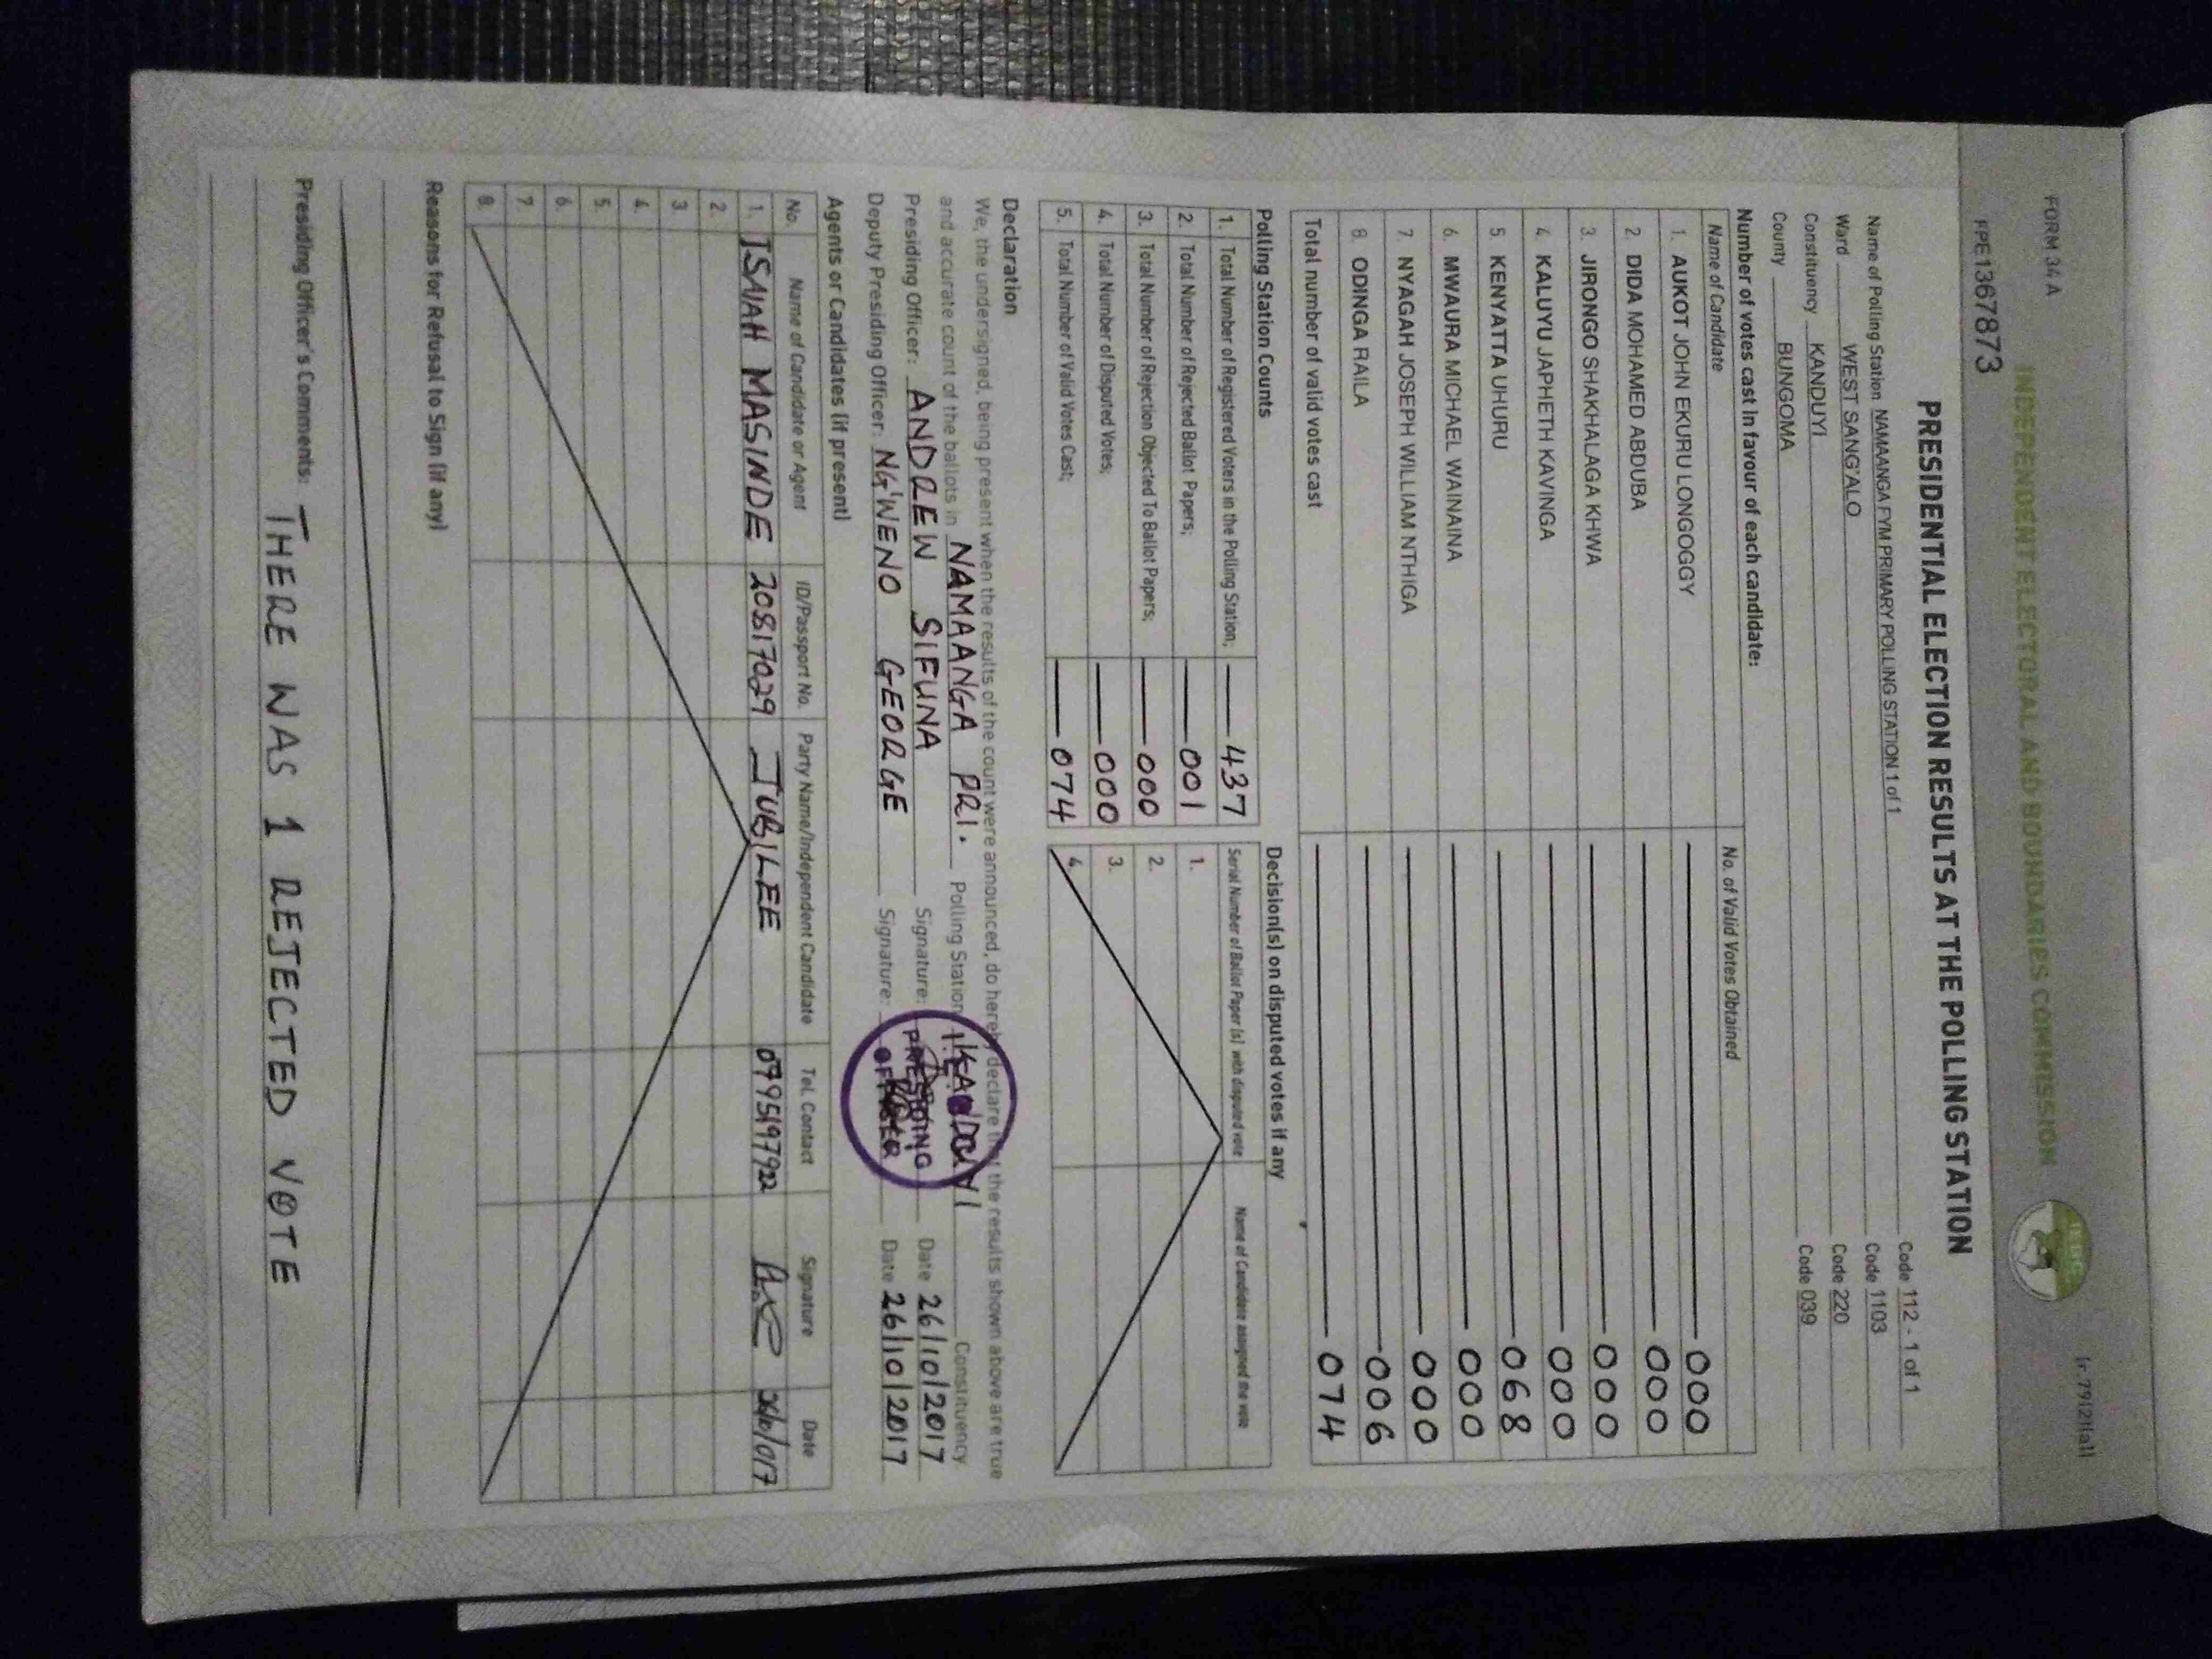 FORM 34 A
[r.79(2)(a)]
INDEPENDENT ELECTORAL AND BOUNDARIES COMMISSION
PPE1367873
PRESIDENTIAL ELECTION RESULTS AT THE POLLING STATION
Name of Polling Station NAMAANGA FYM PRIMARY POLLING STATION 1 of 1 Code 112 - 1 of 1
Ward WEST SANG'ALO Code 1103
Constituency KANDUYI Code 220
County BUNGOMA Code 039
Number of votes cast in favour of each candidate:
Name of Candidate No. of Valid Votes Obtained
1. AUKOT JOHN EKURU LONGOGGY 000
2. DIDA MOHAMED ABDUBA 000
3. JIRONGO SHAKHALAGA KHWA 000
4. KALUYU JAPHETH KAVINGA 000
5. KENYATTA UHURU 068
6. MWAURA MICHAEL WAINAINA 000
7. NYAGAH JOSEPH WILLIAM NTHIGA 000
8. ODINGA RAILA 006
Total number of valid votes cast 074
Polling Station Counts
1. Total Number of Registered Voters in the Polling Station; 437
2. Total Number of Rejected Ballot Papers; 001
3. Total Number of Rejection Objected To Ballot Papers; 000
4. Total Number of Disputed Votes; 000
5. Total Number of Valid Votes Cast; 074
Decision(s) on disputed votes if any
Serial Number of Ballot Paper (s) with disputed vote Name of Candidate assigned the vote
1.
2.
3.
4.
Declaration
We, the undersigned, being present when the results of the count were announced, do hereby declare that the results shown above are true
and accurate count of the ballots in NAMAANGA PRI. Polling Station KANDUYI Constituency
Presiding Officer: ANDREW SIFUNA Signature: Date 26/10/2017
Deputy Presiding Officer: NG'WENO GEORGE Signature: Date 26/10/2017
PRESIDING
OFFICER
Agents or Candidates (if present)
No. Name of Candidate or Agent ID/Passport No. Party Name/Independent Candidate Tel. Contact Signature Date
1. ISAIAH MASINDE 20817029 JUBILEE 0795197922
2.
3.
4.
5.
6.
7.
8.
Reasons for Refusal to Sign (if any)
Presiding Officer's Comments: THERE WAS 1 REJECTED VOTE